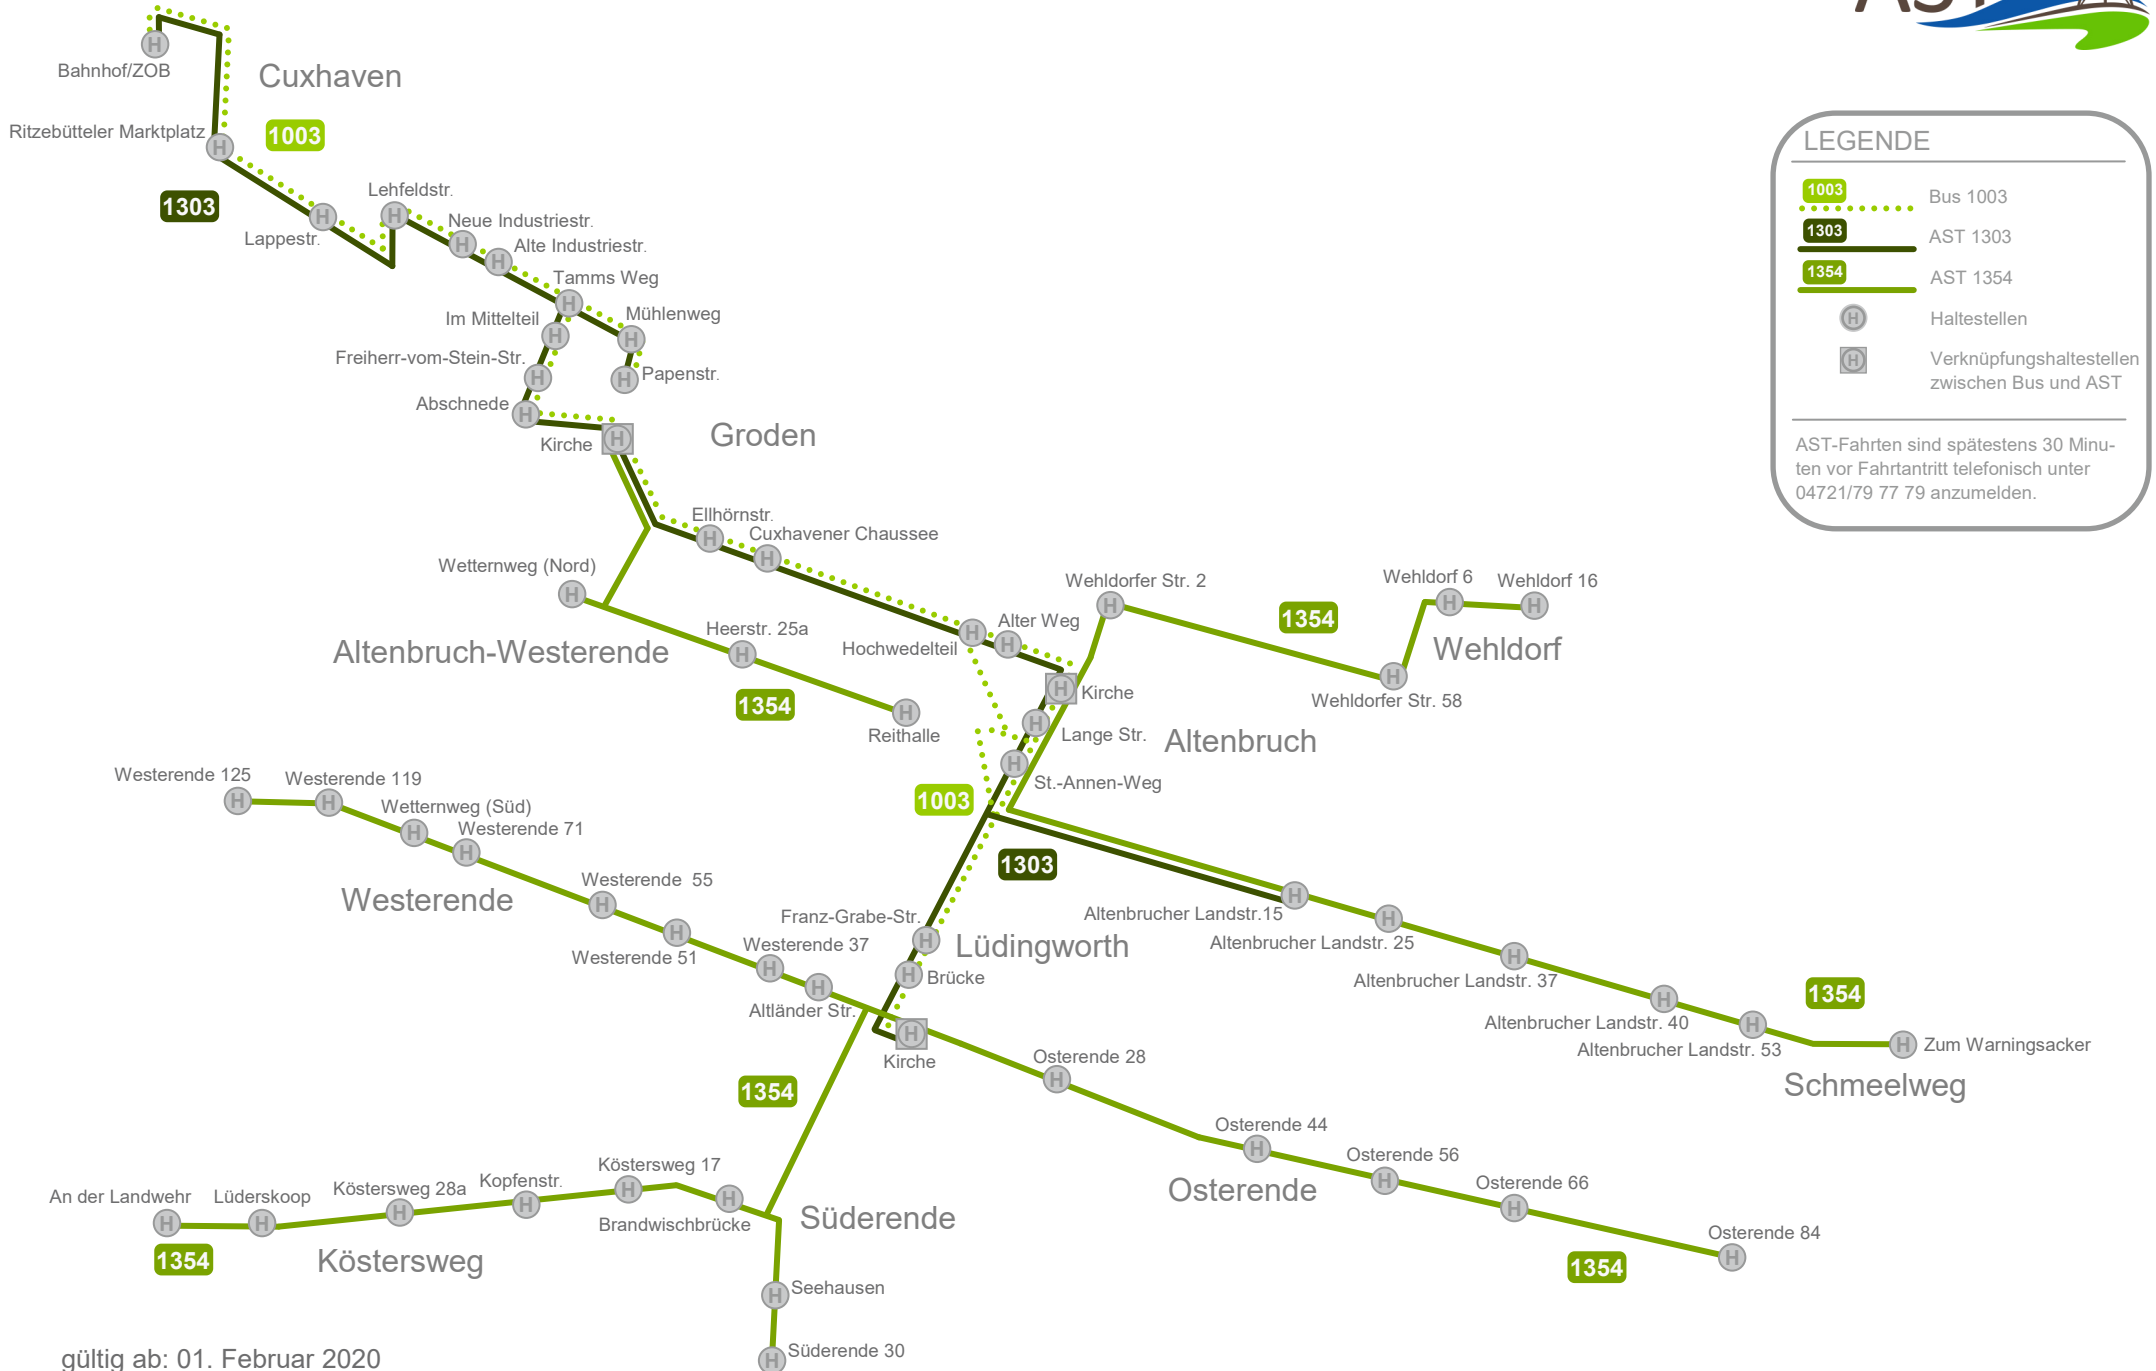 AST
Bahnhof/ZOB
Cuxhaven
Ritzebütteler Marktplatz
1003
1303
Lehfeldstr.
Lappestr.
Neue Industriestr.
Alte Industriestr.
Tamms Weg
Im Mittelteil
Mühlenweg
Freiherr-vom-Stein-Str.
Papenstr.
Abschnede
Kirche
Groden
LEGENDE
1003
Bus 1003
1303
AST 1303
1354
AST 1354
H
Haltestellen
H
Verknüpfungshaltestellen
zwischen Bus und AST
AST-Fahrten sind spätestens 30 Minu-
ten vor Fahrtantritt telefonisch unter
04721/79 77 79 anzumelden.
Ellhörnstr.
Cuxhavener Chaussee
Wetternweg (Nord)
Heerstr. 25a
Altenbruch-Westerende
1354
Reithalle
Hochwedelteil
Alter Weg
Wehldorfer Str. 2
1354
Wehldorf 6
Wehldorf 16
Wehldorf
Wehldorfer Str. 58
Kirche
Lange Str.
Altenbruch
St.-Annen-Weg
1003
1303
Westerende 125
Westerende 119
Wetternweg (Süd)
Westerende 71
Westerende
Westerende 55
Westerende 51
Westerende 37
Altländer Str.
Franz-Grabe-Str.
Lüdingworth
Brücke
Kirche
Altenbrucher Landstr.15
Altenbrucher Landstr. 25
Altenbrucher Landstr. 37
Altenbrucher Landstr. 40
Altenbrucher Landstr. 53
1354
Zum Warningsacker
Schmeelweg
1354
Osterende 28
Osterende 44
Osterende 56
Osterende 66
Osterende
Osterende 84
1354
An der Landwehr
Lüderskoop
Köstersweg 28a
Kopfenstr.
Köstersweg 17
Brandwischbrücke
Süderende
1354
Köstersweg
Seehausen
Süderende 30
gültig ab: 01. Februar 2020